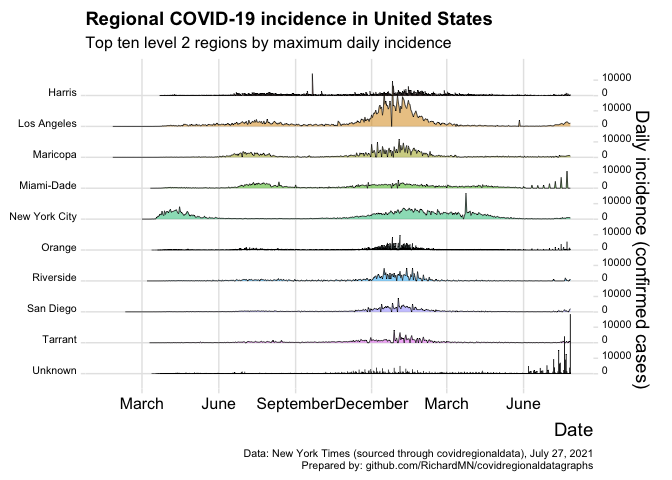 Regional COVID-19 incidence in United States
Top ten level 2 regions by maximum daily incidence
Harris
10000
0
Los Angeles
10000
0
Maricopa
10000
0
Miami-Dade
10000
0
New York City
10000
0
Orange
10000
0
Riverside
10000
0
San Diego
10000
0
Tarrant
10000
0
Unknown
10000
0
Daily incidence (confirmed cases)
March June September December March June
Date
Data: New York Times (sourced through covidregionaldata), July 27, 2021
Prepared by: github.com/RichardMN/covidregionaldatagraphs